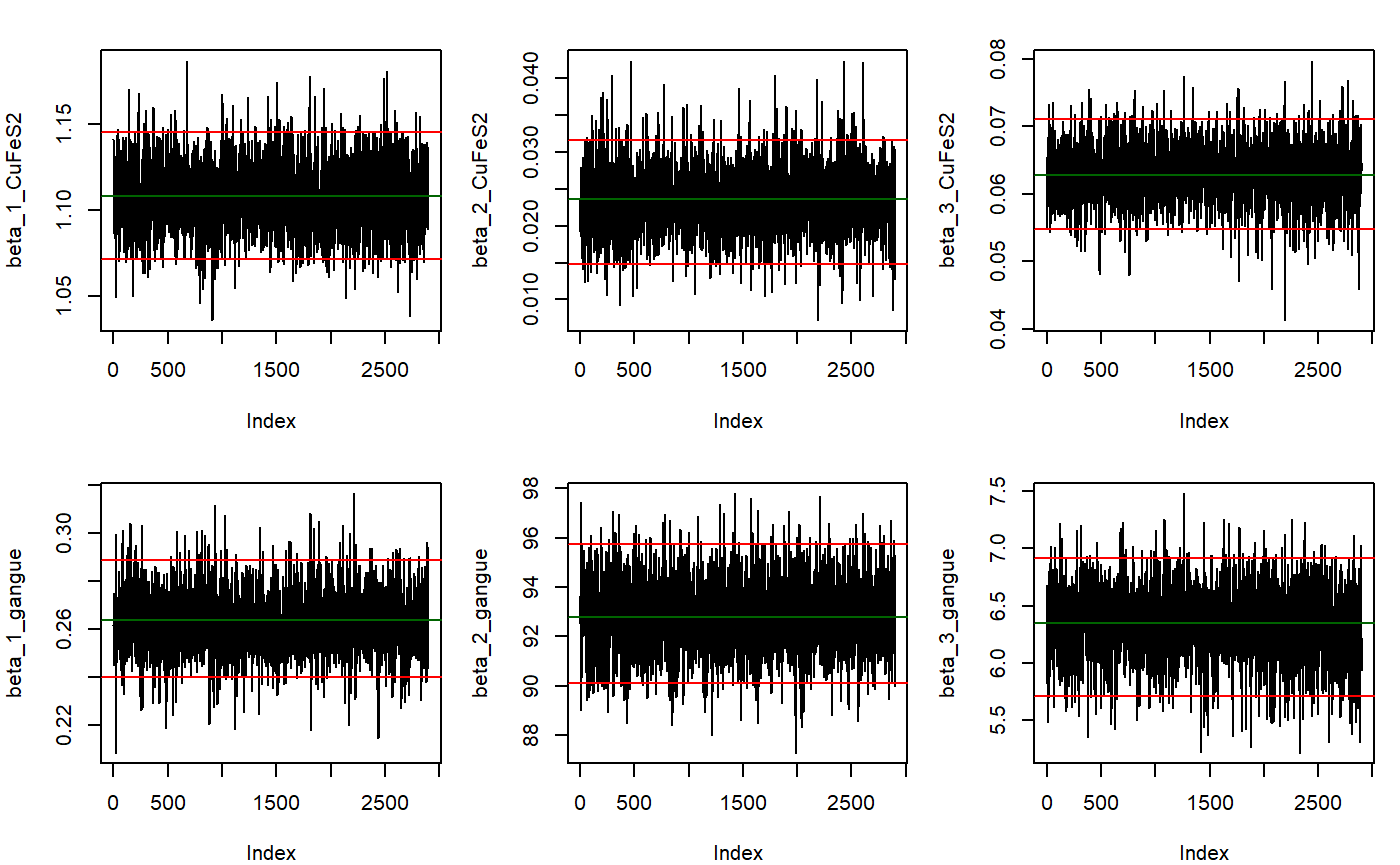 beta_1_CuFeS2
1.05 1.10 1.15
0 500 1500 2500
Index
beta_2_CuFeS2
0.010 0.020 0.030 0.040
0 500 1500 2500
Index
beta_3_CuFeS2
0.04 0.05 0.06 0.07 0.08
0 500 1500 2500
Index
beta_1_gangue
0.22 0.26 0.30
0 500 1500 2500
Index
beta_2_gangue
88 90 92 94 96 98
0 500 1500 2500
Index
beta_3_gangue
5.5 6.0 6.5 7.0 7.5
0 500 1500 2500
Index